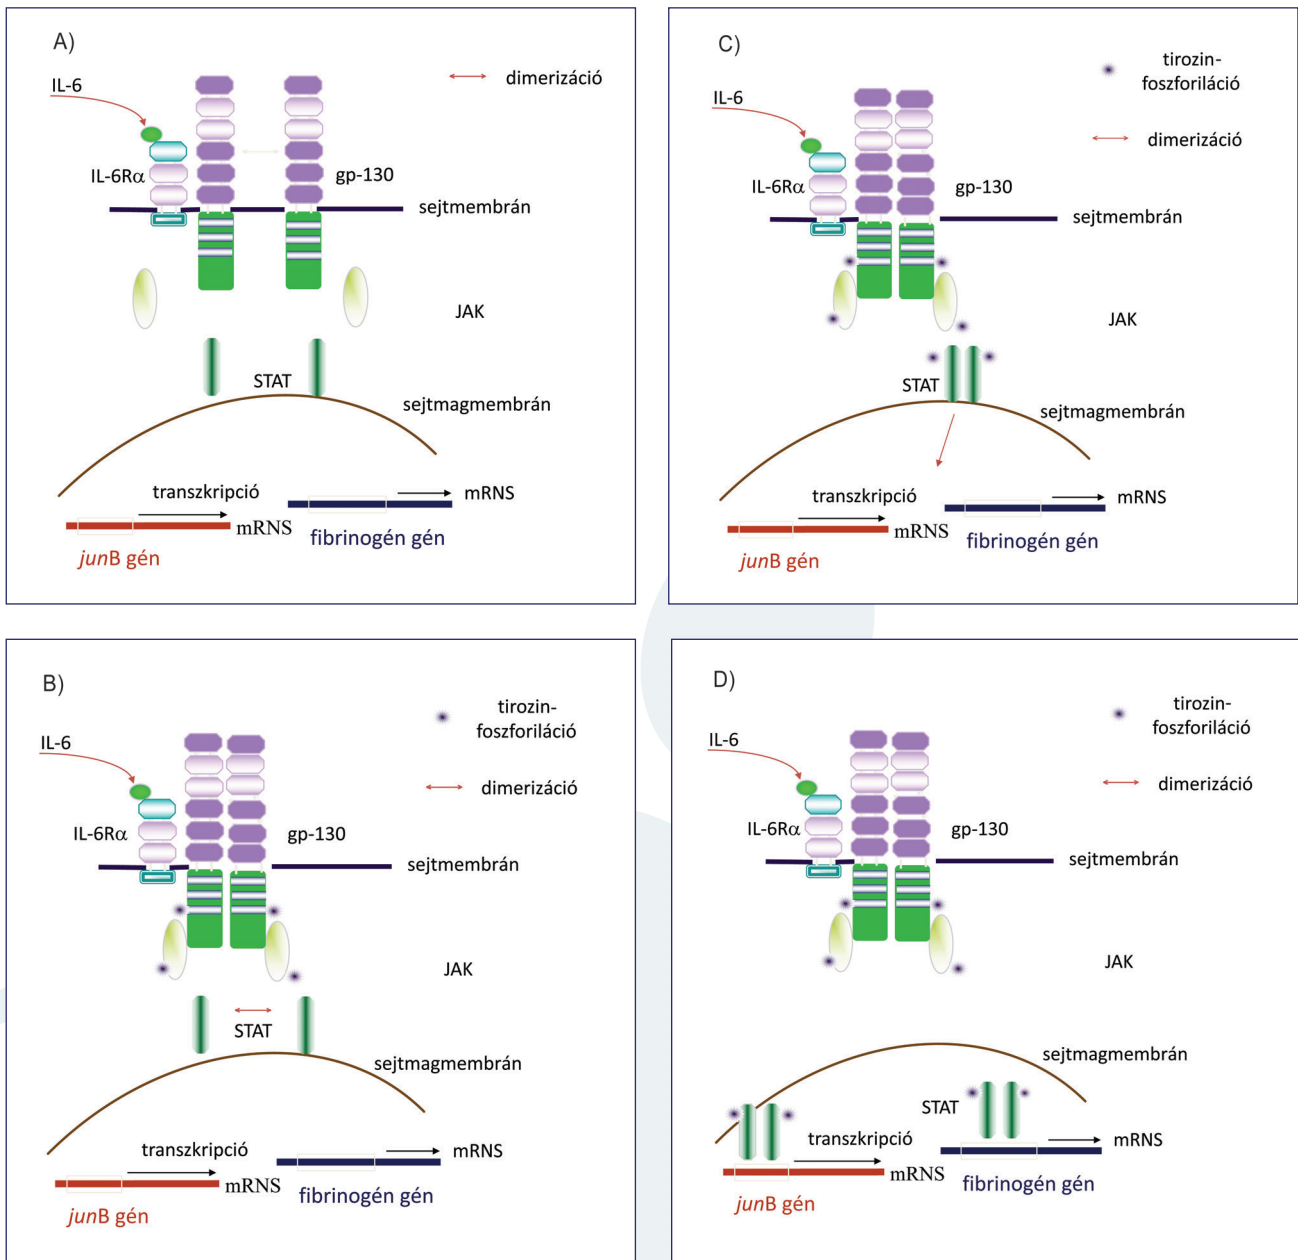 A)
IL-6
dimerizáció
IL-6Rα
gp-130
sejtmembrán
JAK
STAT
sejtmagmembrán
transzkripció
mRNS
mRNS
junB gén
fibrinogén gén
C)
tirozin-
foszforiláció
IL-6
dimerizáció
IL-6Rα
gp-130
sejtmembrán
JAK
STAT
sejtmagmembrán
transzkripció
mRNS
mRNS
junB gén
fibrinogén gén
B)
tirozin-
foszforiláció
IL-6
dimerizáció
IL-6Rα
gp-130
sejtmembrán
JAK
STAT
sejtmagmembrán
transzkripció
mRNS
mRNS
junB gén
fibrinogén gén
D)
tirozin-
foszforiláció
IL-6
dimerizáció
IL-6Rα
gp-130
sejtmembrán
JAK
sejtmagmembrán
STAT
transzkripció
mRNS
mRNS
junB gén
fibrinogén gén